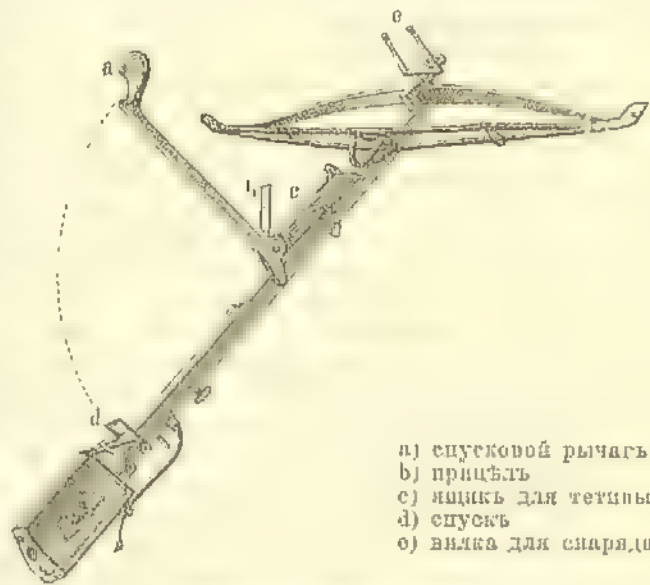 e
a
b
c
d
a) спусковой рычагъ
b) прицѣлъ
c) ящикъ для тетивы
d) спускъ
e) вилка для снаряда